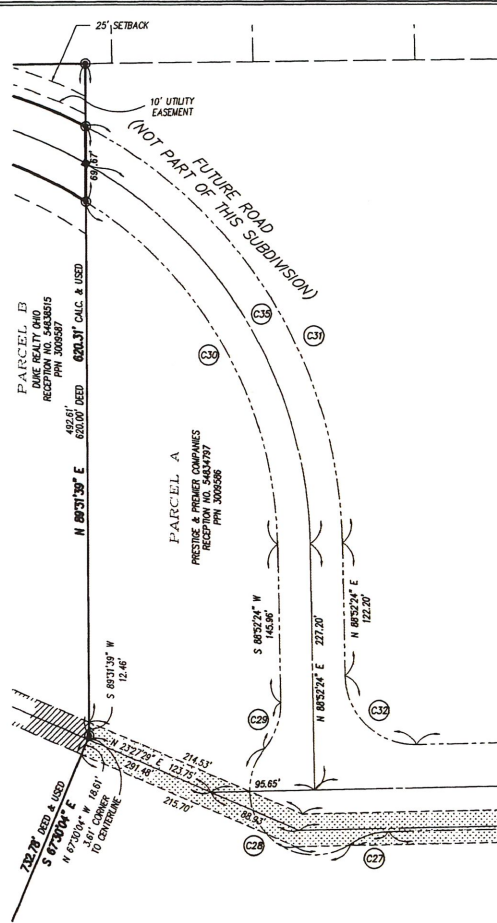 25' SETBACK
10' UTILITY
EASEMENT
FUTURE ROAD
(NOT PART OF THIS SUBDIVISION)
69.67'
C35
C31
C30
PARCEL B
DUKE REALTY OHIO
RECEPTION NO. 54838515
PPN 3009587
492.61'
620.00' DEED
620.31' CALC. & USED
N 89°31'39" E
PARCEL A
PRESTIGE & PREMIER COMPANIES
RECEPTION NO. 54834797
PPN 3009586
S 88°52'24" W
145.96'
N 88°52'24" E
227.20'
N 88°52'24" E
122.20'
S 89°31'39" W
12.46'
C29
C32
N 23°27'29" E
123.75'
214.53'
291.48'
215.70'
95.65'
88.93'
C28
C27
732.78' DEED & USED
S 67°30'04" E
N 67°30'04" W 18.61'
3.61' CORNER
TO CENTERLINE